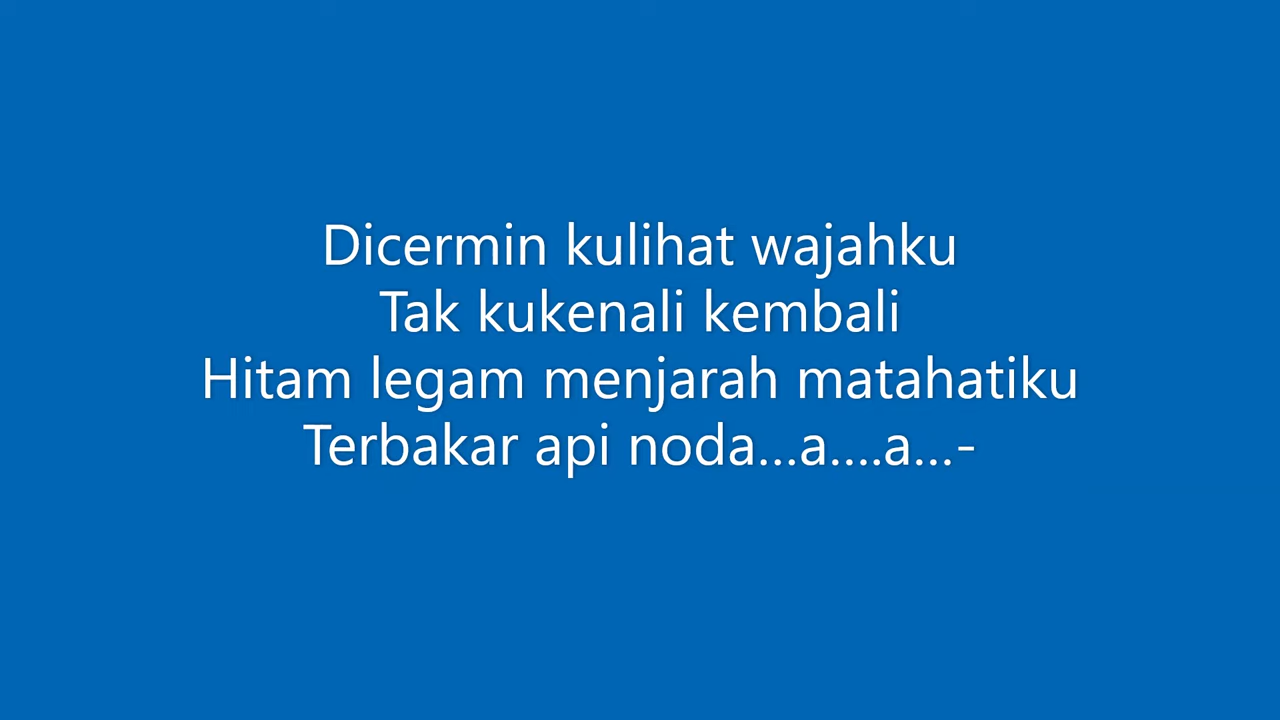 Dicermin kulihat wajahku
Tak kukenali kembali
Hitam legam menjarah matahatiku
Terbakar api noda...a....a...-